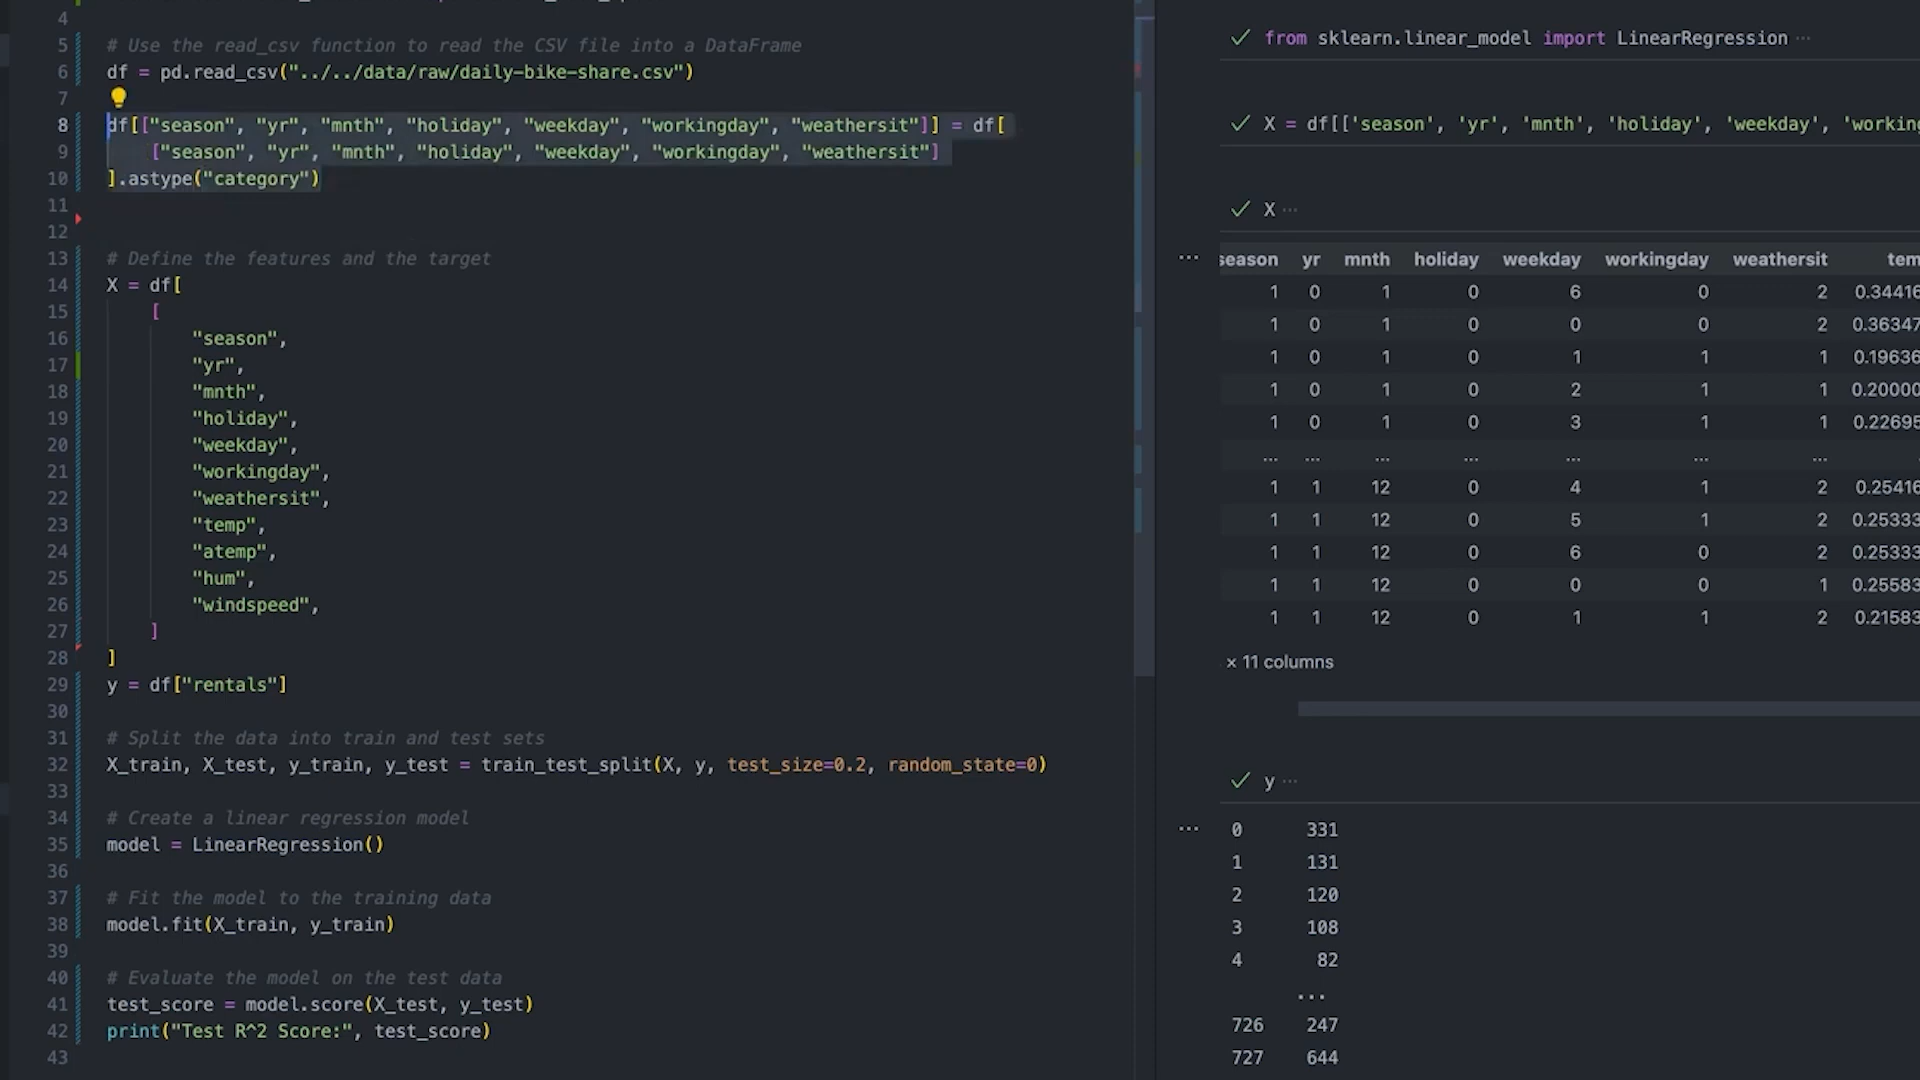 4
5 # Use the read_csv function to read the CSV file into a DataFrame
6 df = pd.read_csv("../../data/raw/daily-bike-share.csv")
7
8 df[["season", "yr", "mnth", "holiday", "weekday", "workingday", "weathersit"]] = df[
9 ["season", "yr", "mnth", "holiday", "weekday", "workingday", "weathersit"]
10 ].astype("category")
11
12
13 # Define the features and the target
14 X = df[
15 [
16 "season",
17 "yr",
18 "mnth",
19 "holiday",
20 "weekday",
21 "workingday",
22 "weathersit",
23 "temp",
24 "atemp",
25 "hum",
26 "windspeed",
27 ]
28 ]
29 y = df["rentals"]
30
31 # Split the data into train and test sets
32 X_train, X_test, y_train, y_test = train_test_split(X, y, test_size=0.2, random_state=0)
33
34 # Create a linear regression model
35 model = LinearRegression()
36
37 # Fit the model to the training data
38 model.fit(X_train, y_train)
39
40 # Evaluate the model on the test data
41 test_score = model.score(X_test, y_test)
42 print("Test R^2 Score:", test_score)
43
✓ from sklearn.linear_model import LinearRegression ···
✓ X = df[['season', 'yr', 'mnth', 'holiday', 'weekday', 'working
✓ X ···
··· season yr mnth holiday weekday workingday weathersit tem
1 0 1 0 6 0 2 0.34416
1 0 1 0 0 0 2 0.36347
1 0 1 0 1 1 1 0.19636
1 0 1 0 2 1 1 0.20000
1 0 1 0 3 1 1 0.22695
... ... ... ... ... ... ...
1 1 12 0 4 1 2 0.25416
1 1 12 0 5 1 2 0.25333
1 1 12 0 6 0 2 0.25333
1 1 12 0 0 0 1 0.25583
1 1 12 0 1 1 2 0.21583
× 11 columns
✓ y ···
··· 0 331
1 131
2 120
3 108
4 82
...
726 247
727 644